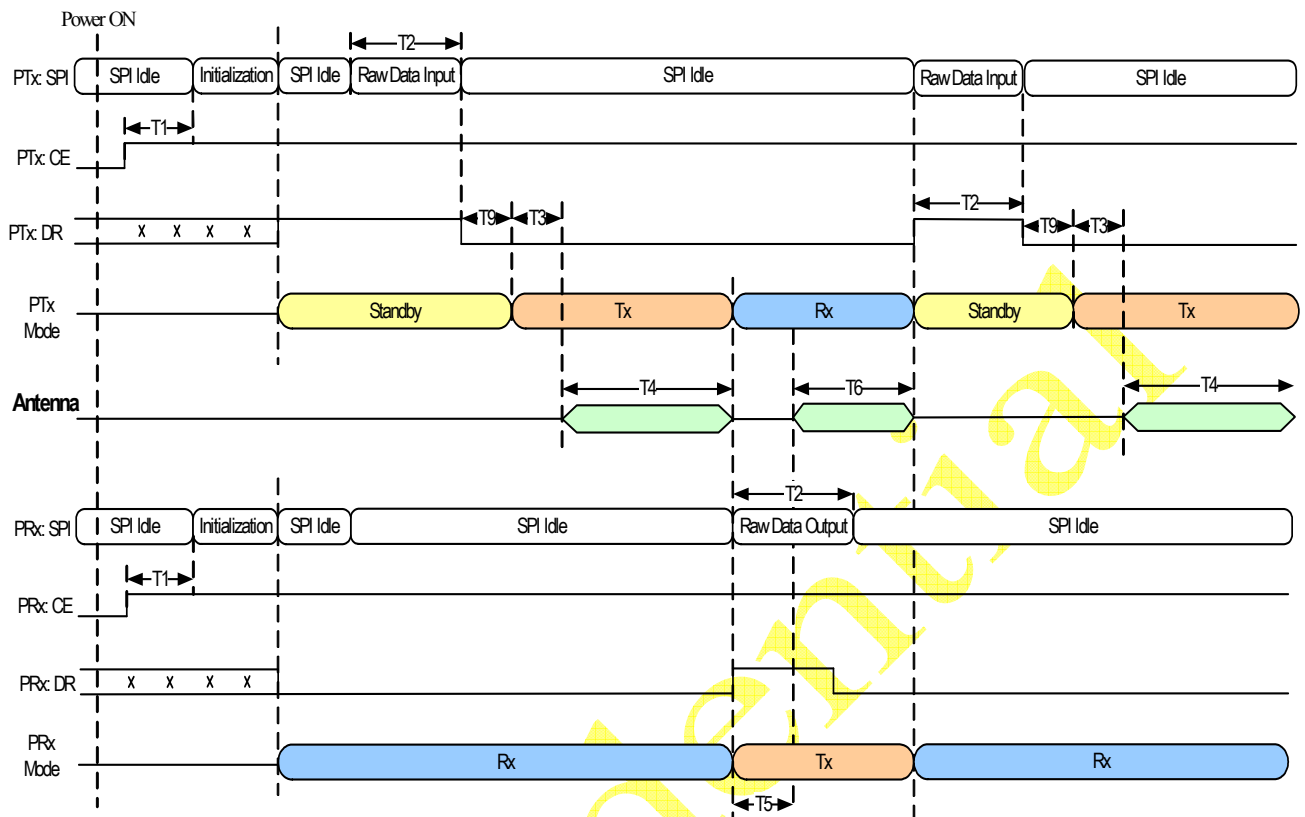 Power ON
T2
PTx: SPI
SPI Idle
Initialization
SPI Idle
Raw Data Input
SPI Idle
Raw Data Input
SPI Idle
T1
PTx: CE
T2
PTx: DR
X X X X
T9
T3
T9
T3
PTx
Mode
Standby
Tx
Rx
Standby
Tx
T4
T6
T4
Antenna
T2
PRx: SPI
SPI Idle
Initialization
SPI Idle
SPI Idle
Raw Data Output
SPI Idle
T1
PRx: CE
PRx: DR
X X X X
PRx
Mode
Rx
Tx
Rx
T5